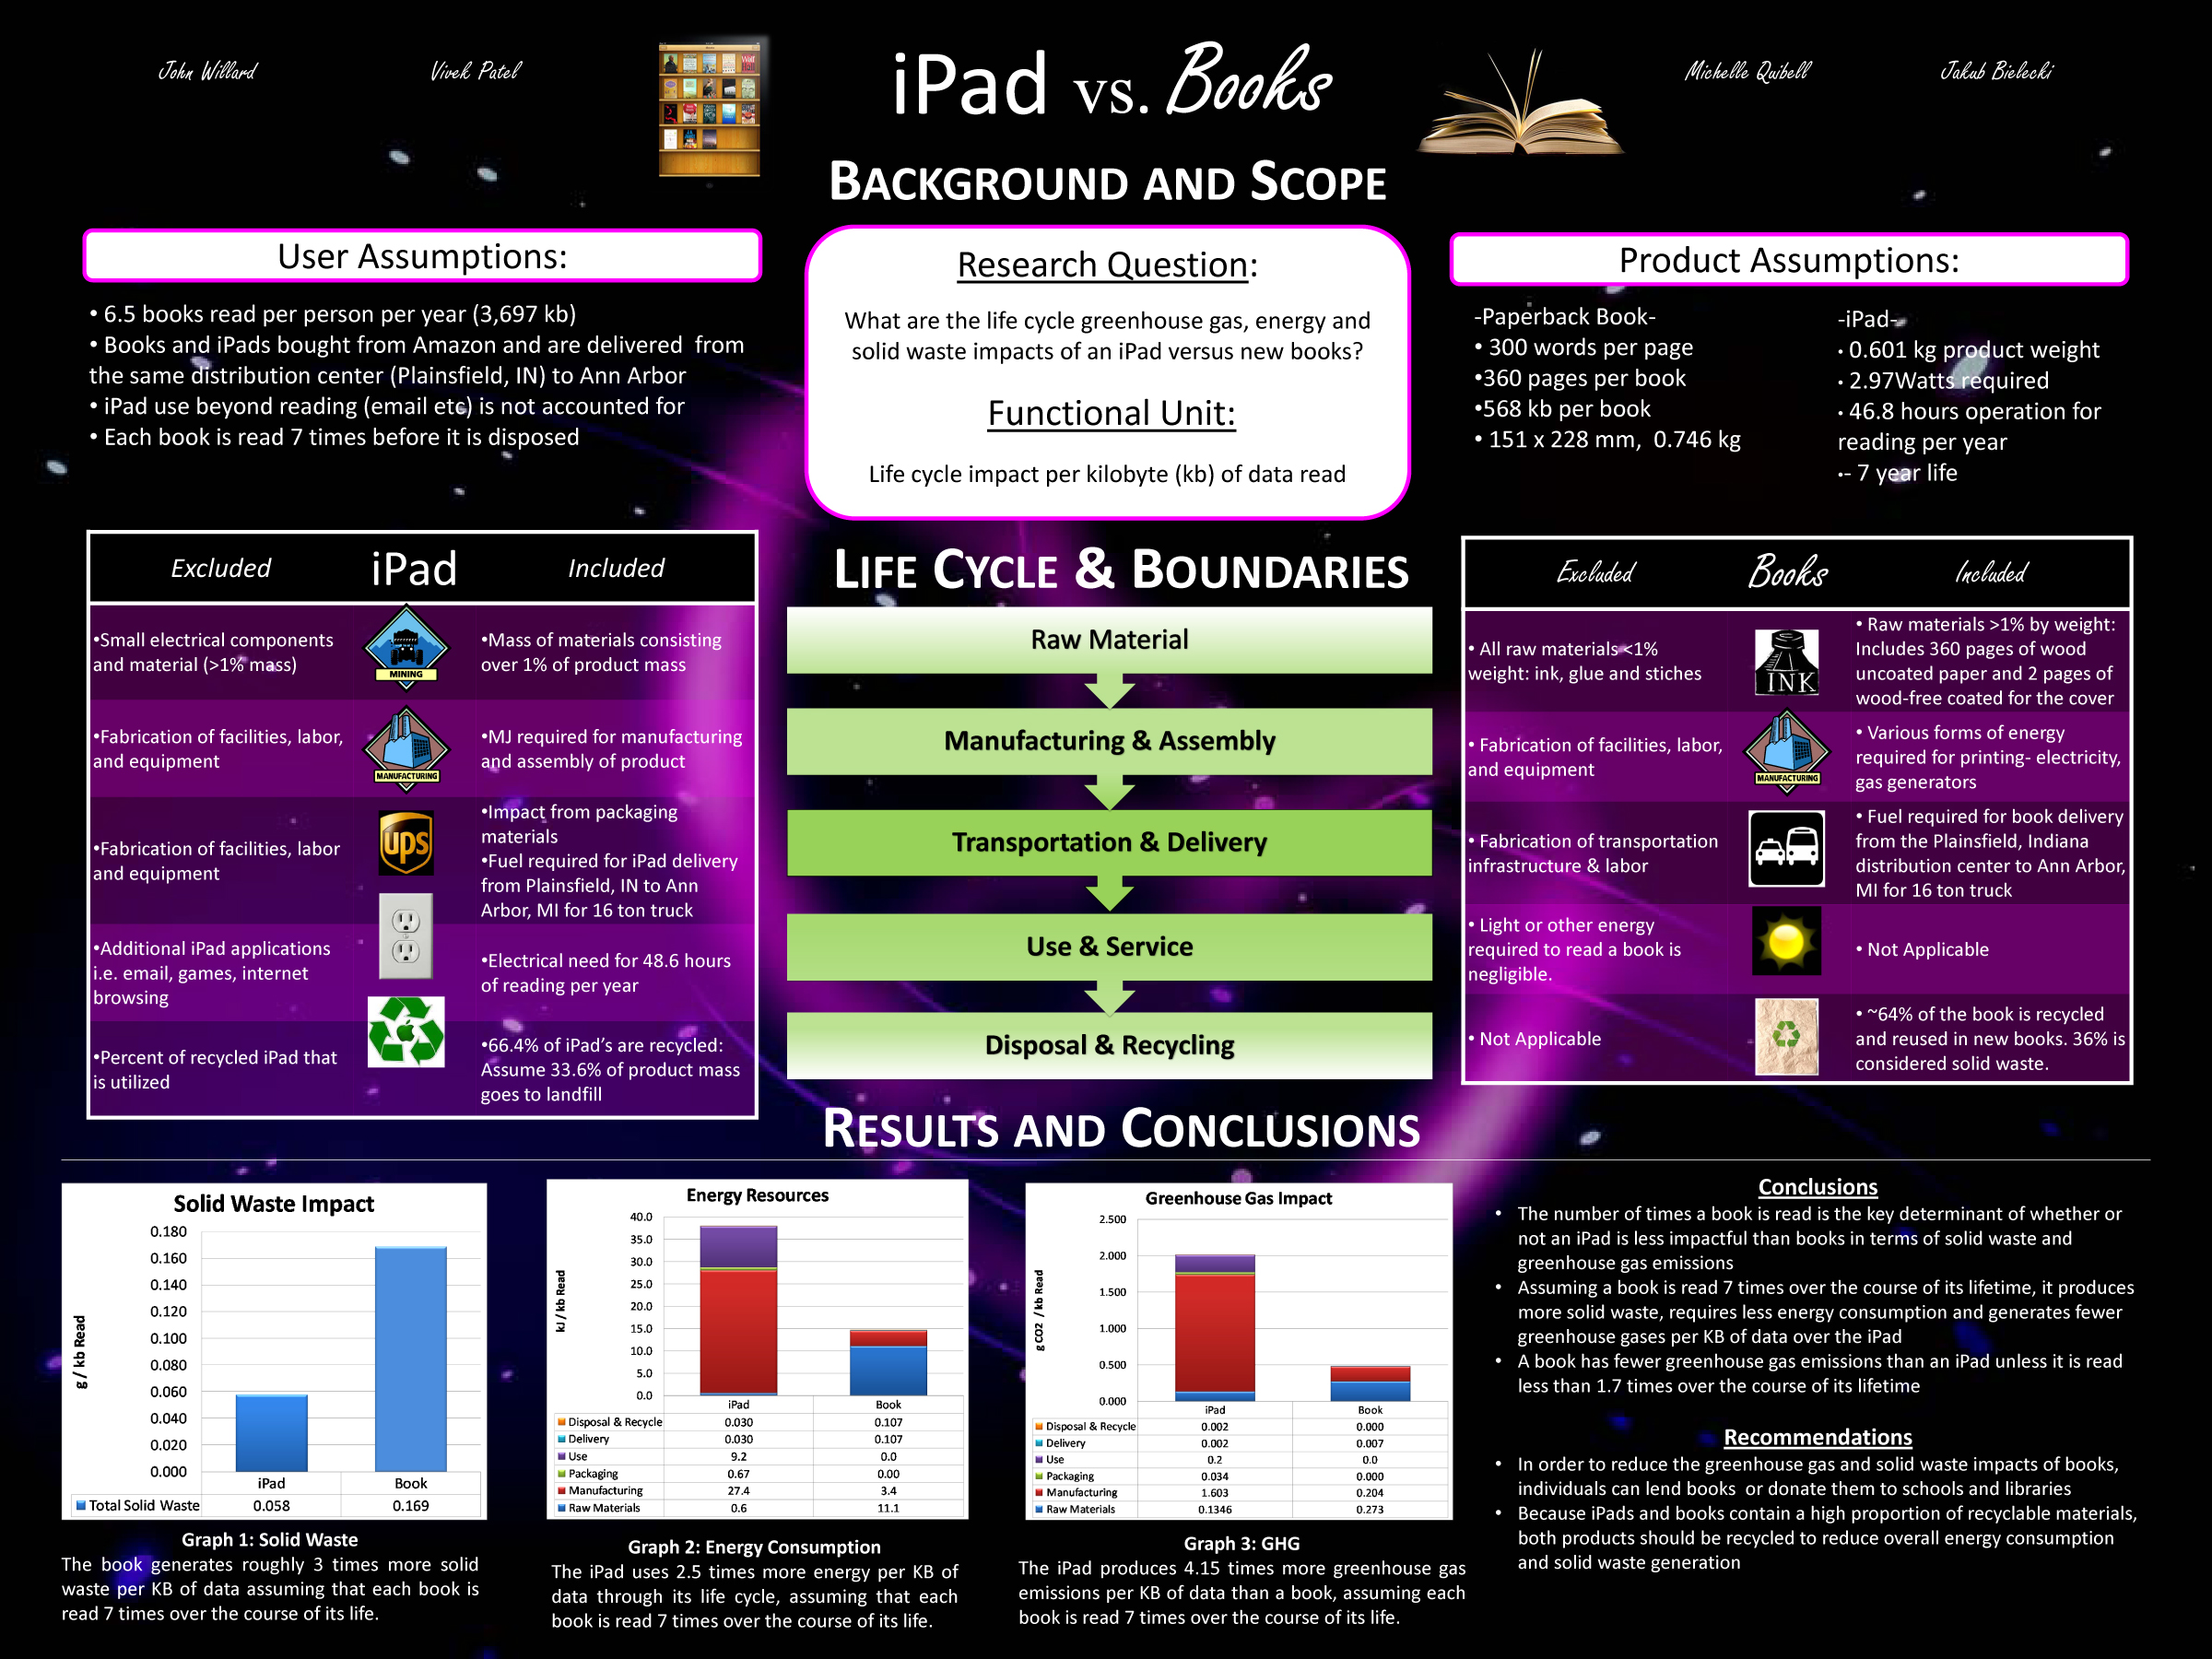 John Willard
Vivek Patel
iPad vs. Books
Michelle Quibell
Jakub Bielecki
BACKGROUND AND SCOPE
User Assumptions:
• 6.5 books read per person per year (3,697 kb)
• Books and iPads bought from Amazon and are delivered from
the same distribution center (Plainsfield, IN) to Ann Arbor
• iPad use beyond reading (email etc) is not accounted for
• Each book is read 7 times before it is disposed
Research Question:
What are the life cycle greenhouse gas, energy and
solid waste impacts of an iPad versus new books?
Functional Unit:
Life cycle impact per kilobyte (kb) of data read
Product Assumptions:
-Paperback Book-
• 300 words per page
•360 pages per book
•568 kb per book
• 151 x 228 mm, 0.746 kg
-iPad-
• 0.601 kg product weight
• 2.97Watts required
• 46.8 hours operation for
reading per year
•- 7 year life
Excluded iPad Included
•Small electrical components
and material (>1% mass)
MINING
•Mass of materials consisting
over 1% of product mass
•Fabrication of facilities, labor,
and equipment
MANUFACTURING
•MJ required for manufacturing
and assembly of product
•Fabrication of facilities, labor
and equipment
ups
•Impact from packaging
materials
•Fuel required for iPad delivery
from Plainsfield, IN to Ann
Arbor, MI for 16 ton truck
•Additional iPad applications
i.e. email, games, internet
browsing
•Electrical need for 48.6 hours
of reading per year
•Percent of recycled iPad that
is utilized
•66.4% of iPad's are recycled:
Assume 33.6% of product mass
goes to landfill
LIFE CYCLE & BOUNDARIES
Raw Material
Manufacturing & Assembly
Transportation & Delivery
Use & Service
Disposal & Recycling
Excluded Books Included
• All raw materials <1%
weight: ink, glue and stiches
INK
• Raw materials >1% by weight:
Includes 360 pages of wood
uncoated paper and 2 pages of
wood-free coated for the cover
• Fabrication of facilities, labor,
and equipment
MANUFACTURING
• Various forms of energy
required for printing- electricity,
gas generators
• Fabrication of transportation
infrastructure & labor
• Fuel required for book delivery
from the Plainsfield, Indiana
distribution center to Ann Arbor,
MI for 16 ton truck
• Light or other energy
required to read a book is
negligible.
• Not Applicable
• Not Applicable
• ~64% of the book is recycled
and reused in new books. 36% is
considered solid waste.
RESULTS AND CONCLUSIONS
Solid Waste Impact
g / kb Read
0.180
0.160
0.140
0.120
0.100
0.080
0.060
0.040
0.020
0.000
iPad Book
Total Solid Waste 0.058 0.169
Graph 1: Solid Waste
The book generates roughly 3 times more solid
waste per KB of data assuming that each book is
read 7 times over the course of its life.
Energy Resources
kJ / kb Read
40.0
35.0
30.0
25.0
20.0
15.0
10.0
5.0
0.0
iPad Book
Disposal & Recycle 0.030 0.107
Delivery 0.030 0.107
Use 9.2 0.0
Packaging 0.67 0.00
Manufacturing 27.4 3.4
Raw Materials 0.6 11.1
Graph 2: Energy Consumption
The iPad uses 2.5 times more energy per KB of
data through its life cycle, assuming that each
book is read 7 times over the course of its life.
Greenhouse Gas Impact
g CO2 / kb Read
2.500
2.000
1.500
1.000
0.500
0.000
iPad Book
Disposal & Recycle 0.002 0.000
Delivery 0.002 0.007
Use 0.2 0.0
Packaging 0.034 0.000
Manufacturing 1.603 0.204
Raw Materials 0.1346 0.273
Graph 3: GHG
The iPad produces 4.15 times more greenhouse gas
emissions per KB of data than a book, assuming each
book is read 7 times over the course of its life.
Conclusions
• The number of times a book is read is the key determinant of whether or
not an iPad is less impactful than books in terms of solid waste and
greenhouse gas emissions
• Assuming a book is read 7 times over the course of its lifetime, it produces
more solid waste, requires less energy consumption and generates fewer
greenhouse gases per KB of data over the iPad
• A book has fewer greenhouse gas emissions than an iPad unless it is read
less than 1.7 times over the course of its lifetime
Recommendations
• In order to reduce the greenhouse gas and solid waste impacts of books,
individuals can lend books or donate them to schools and libraries
• Because iPads and books contain a high proportion of recyclable materials,
both products should be recycled to reduce overall energy consumption
and solid waste generation